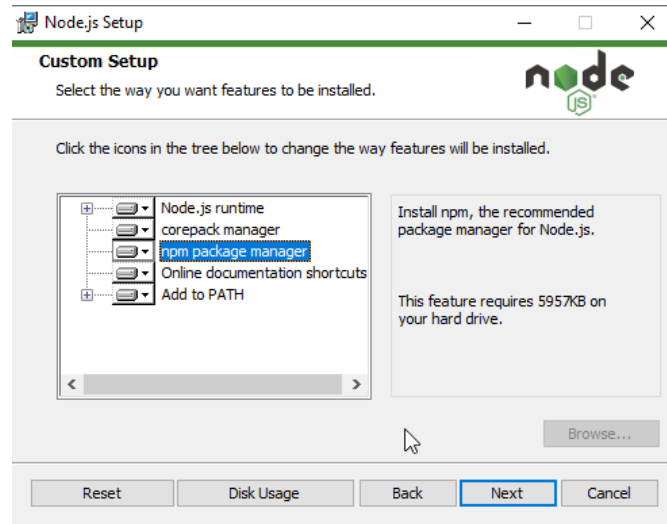 Node.js Setup
Custom Setup
Select the way you want features to be installed.
node
JS
Click the icons in the tree below to change the way features will be installed.
Node.js runtime
corepack manager
npm package manager
Online documentation shortcuts
Add to PATH
Install npm, the recommended
package manager for Node.js.
This feature requires 5957KB on
your hard drive.
Browse...
Reset
Disk Usage
Back
Next
Cancel